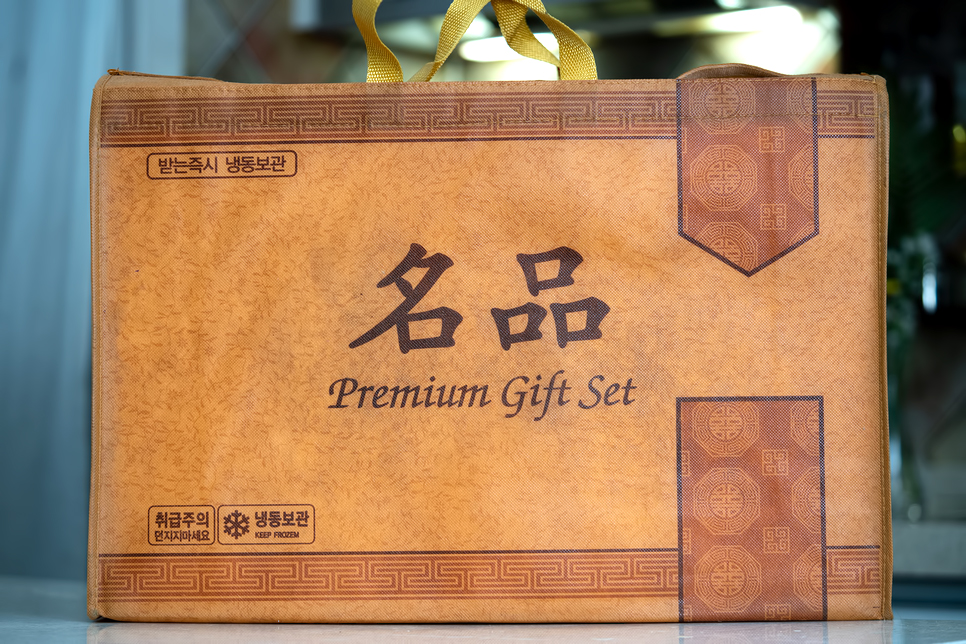 받는즉시 냉동보관
名品
Premium Gift Set
취급주의
던지지마세요
냉동보관
KEEP FROZEM